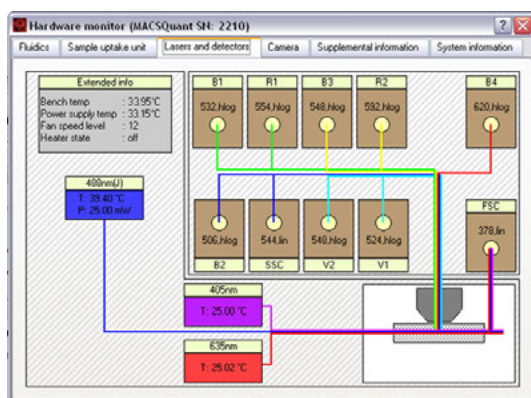 Hardware monitor (MACSQuant SN: 2210)
Fluidics
Sample uptake unit
Lasers and detectors
Camera
Supplemental information
System information
Extended info
Bench temp : 33.95°C
Power supply temp : 33.15°C
Fan speed level : 12
Heater state : off
B1
R1
B3
R2
B4
532,hlog
554,hlog
548,hlog
592,hlog
620,hlog
488nm(J)
T: 39.40 °C
P: 25.00 mW
FSC
378,lin
506,hlog
544,lin
548,hlog
524,hlog
B2
SSC
V2
V1
405nm
T: 25.00 °C
635nm
T: 25.02 °C